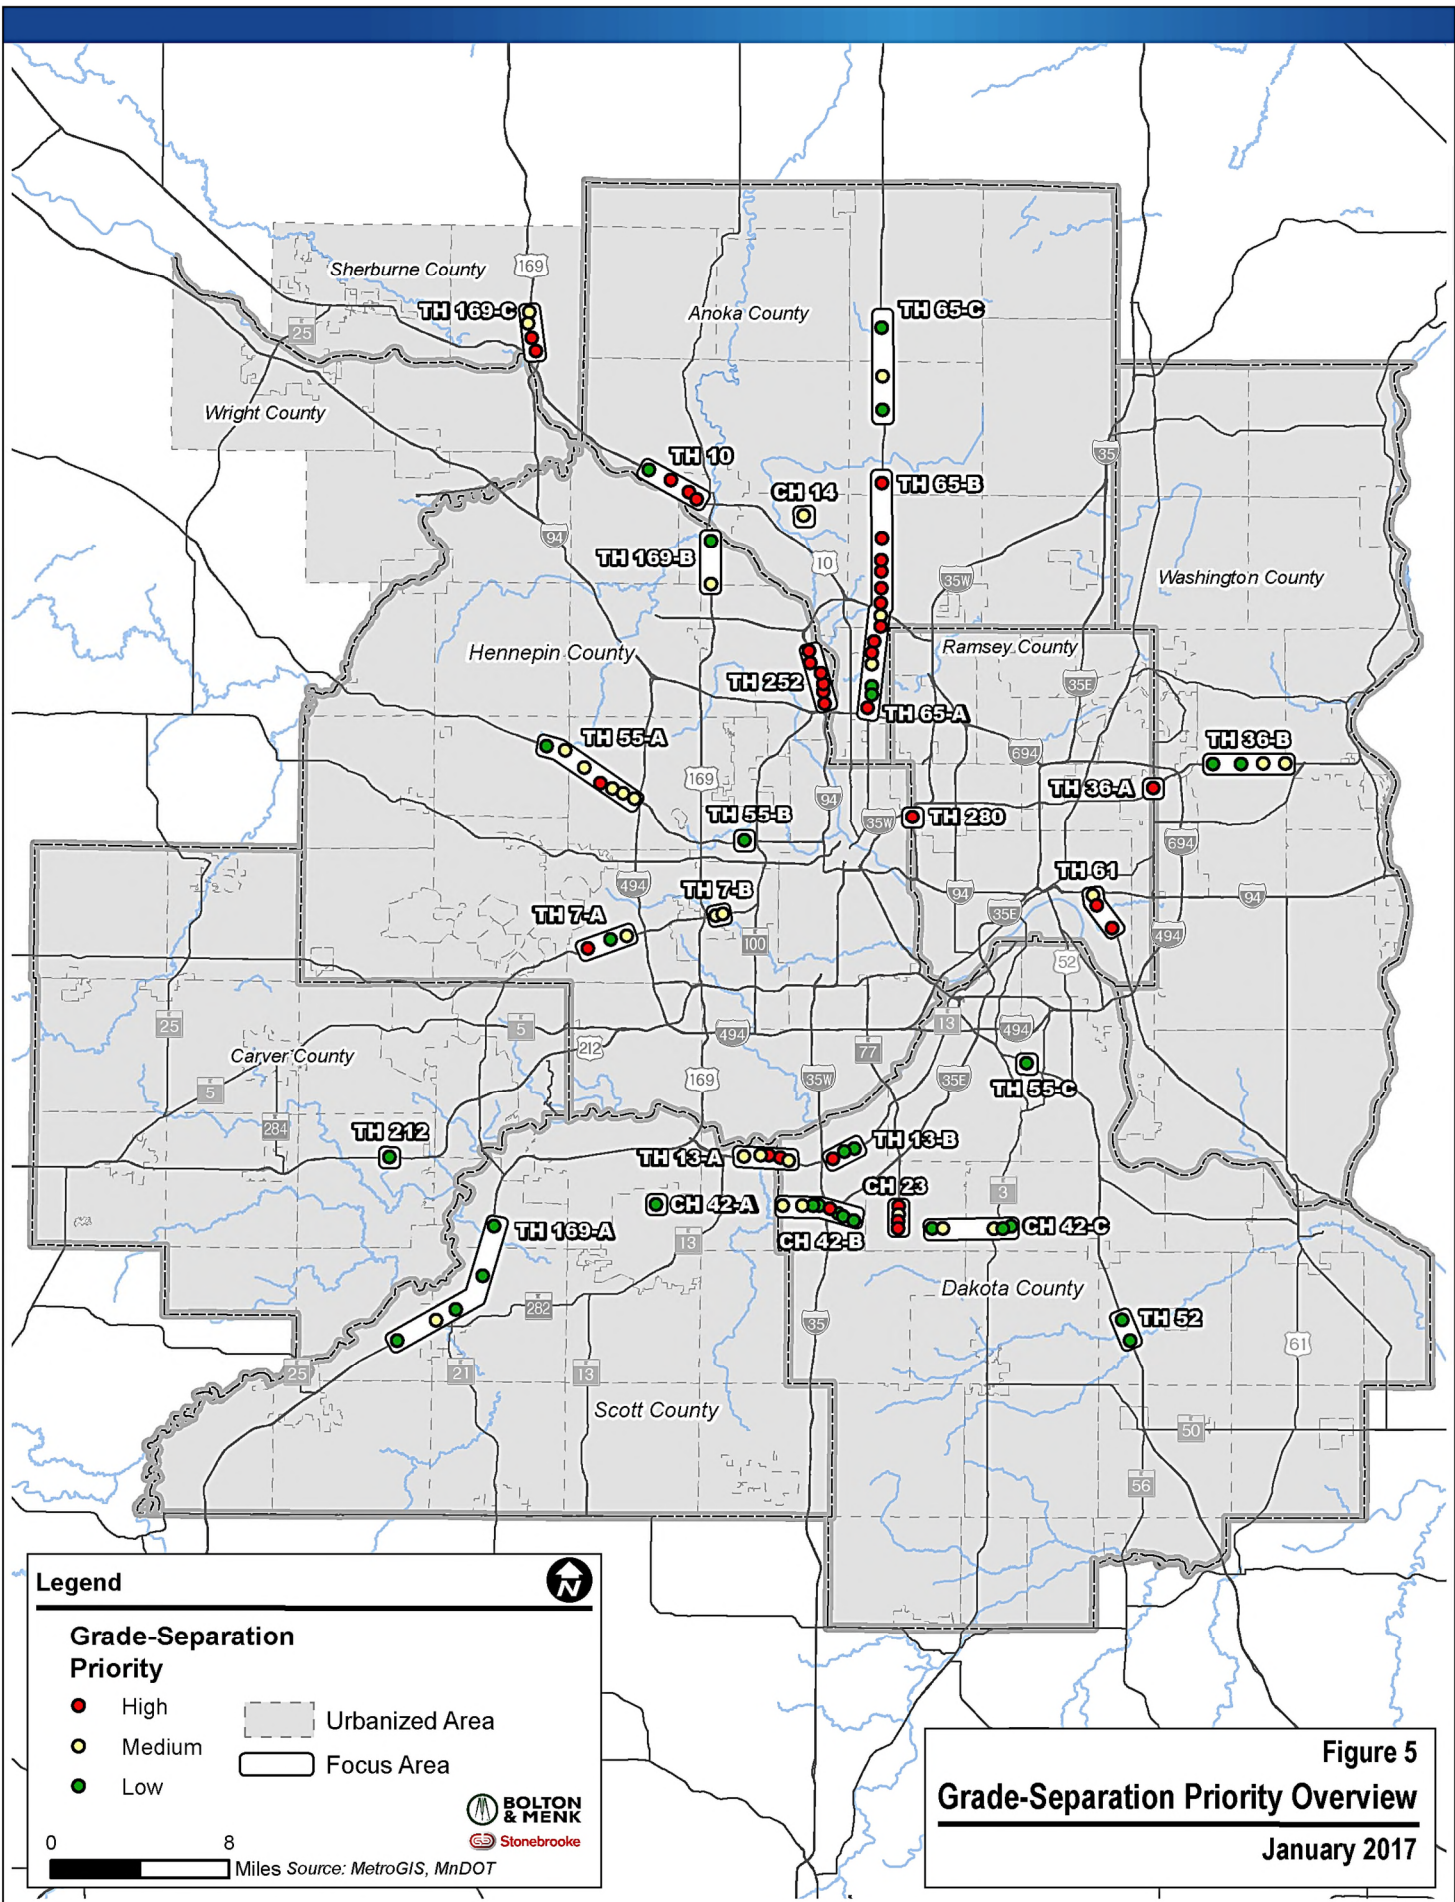 Sherburne County
169
TH 169-C
Anoka County
TH 65-C
25
Wright County
35
TH 10
TH 65-B
CH 14
94
TH 169-B
10
35W
Washington County
Hennepin County
Ramsey County
TH 252
35E
TH 65-A
TH 55-A
694
TH 36-B
169
TH 36-A
94
TH 55-B
35W
TH 280
694
TH 61
494
TH 7-B
94
94
35E
TH 7-A
100
494
52
25
5
13
494
494
212
77
Carver County
5
169
35W
35E
TH 55-C
284
TH 212
TH 13-B
TH 13-A
CH 23
3
CH 42-A
TH 169-A
CH 42-C
13
CH 42-B
Dakota County
282
35
TH 52
61
25
21
13
Scott County
50
56
Legend
N
Grade-Separation
Priority
High
Medium
Low
Urbanized Area
Focus Area
BOLTON
& MENK
Stonebrooke
0 8
Miles Source: MetroGIS, MnDOT
Figure 5
Grade-Separation Priority Overview
January 2017